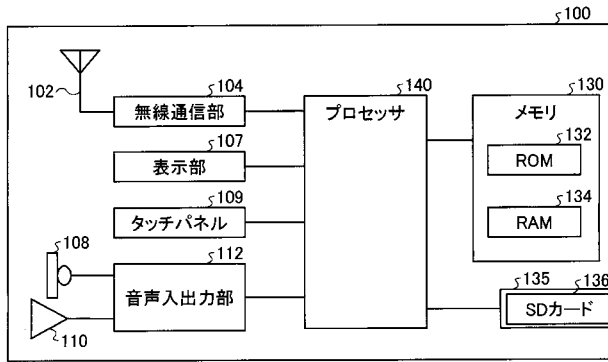 100
102
104
無線通信部
107
表示部
109
タッチパネル
108
112
音声入出力部
110
140
プロセッサ
130
メモリ
132
ROM
134
RAM
135
136
SDカード